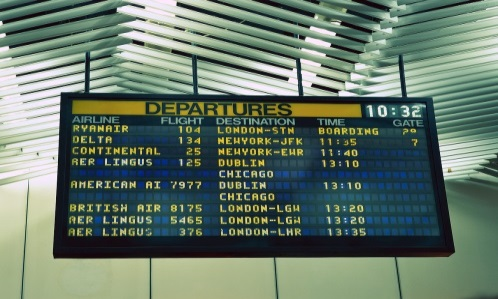 DEPARTURES 10:32
AIRLINE FLIGHT DESTINATION TIME GATE
RYANAIR 104 LONDON-STN BOARDING
DELTA 134 NEWYORK-JFK 11:35 7
CONTINENTAL 25 NEWYORK-EWR 11:40
AER LINGUS 125 DUBLIN 13:10
CHICAGO
AMERICAN AI 7977 DUBLIN 13:10
CHICAGO
BRITISH AIR 8175 LONDON-LGW 13:20
AER LINGUS 5465 LONDON-LGW 13:20
AER LINGUS 376 LONDON-LHR 13:35